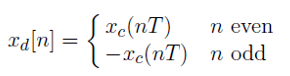 x_d[n] = { x_c(nT) n even
−x_c(nT) n odd